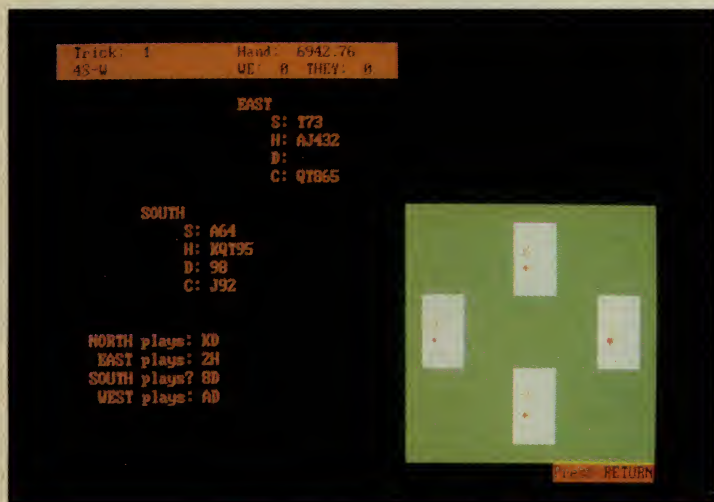 Trick: 1 Hand: 6942.76
4S-W WE: 0 THEY: 0
EAST
S: T73
H: AJ432
D:
C: QT865
SOUTH
S: A64
H: KQT95
D: 98
C: J92
NORTH plays: KD
EAST plays: 2H
SOUTH plays? 8D
WEST plays: AD
Press RETURN